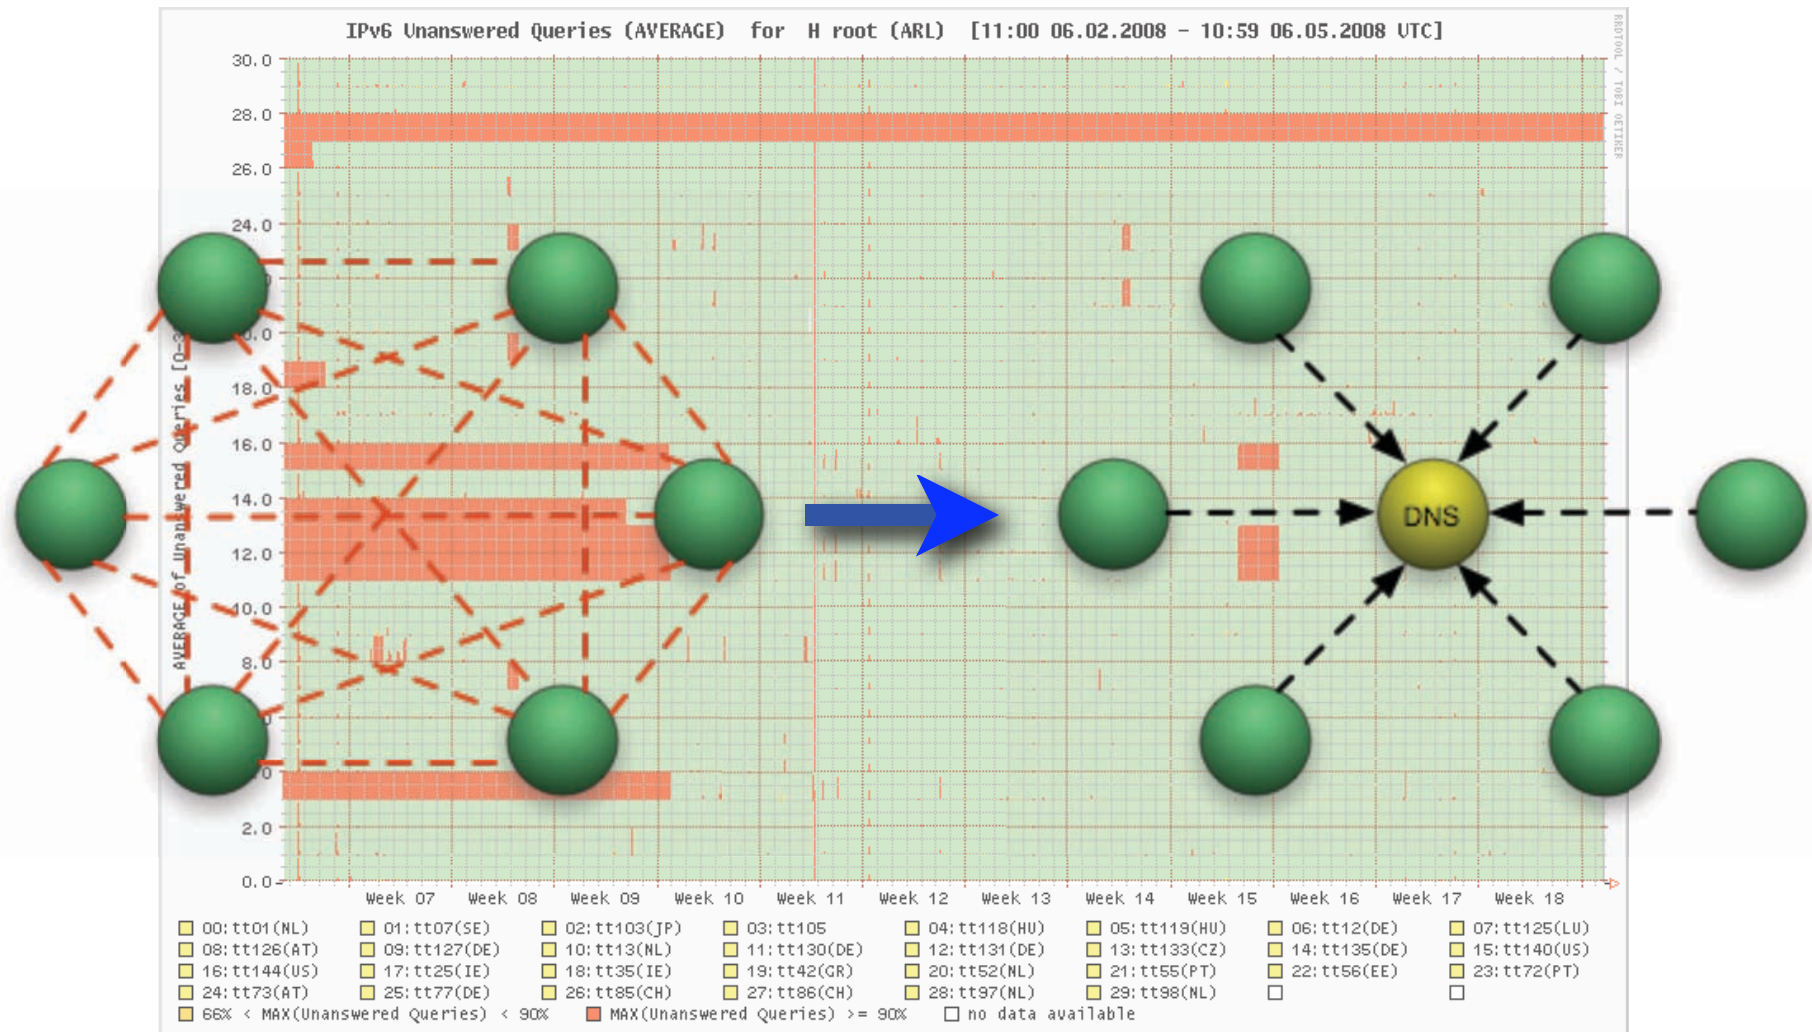 IPv6 Unanswered Queries (AVERAGE) for H root (ARL) [11:00 06.02.2008 - 10:59 06.05.2008 UTC]
RRDTOOL / TOBI OETIKER
30.0
28.0
26.0
24.0
18.0
16.0
14.0
12.0
10.0
8.0
2.0
0.0
AVERAGE of Unanswered Queries
DNS
Week 07 Week 08 Week 09 Week 10 Week 11 Week 12 Week 13 Week 14 Week 15 Week 16 Week 17 Week 18
00:tt01(NL) 01:tt07(SE) 02:tt103(JP) 03:tt105 04:tt118(HU) 05:tt119(HU) 06:tt12(DE) 07:tt125(LU)
08:tt126(AT) 09:tt127(DE) 10:tt13(NL) 11:tt130(DE) 12:tt131(DE) 13:tt133(CZ) 14:tt135(DE) 15:tt140(US)
16:tt144(US) 17:tt25(IE) 18:tt35(IE) 19:tt42(GR) 20:tt52(NL) 21:tt55(PT) 22:tt56(EE) 23:tt72(PT)
24:tt73(AT) 25:tt77(DE) 26:tt85(CH) 27:tt86(CH) 28:tt97(NL) 29:tt98(NL)
66% < MAX(Unanswered Queries) < 90% MAX(Unanswered Queries) >= 90% no data available